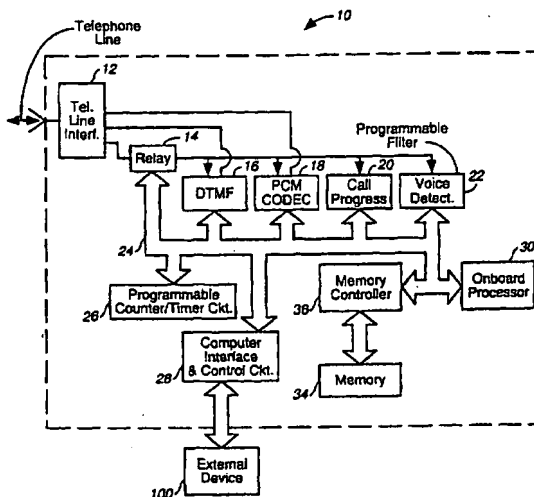 10
Telephone
Line
12
Tel.
Line
Interf.
14
Relay
Programmable
Filter
16
DTMF
18
PCM
CODEC
20
Call
Progress
Voice
Detect.
22
24
30
Onboard
Processor
Memory
Controller
36
Programmable
Counter/Timer Ckt.
26
Computer
Interface
& Control Ckt.
28
Memory
34
External
Device
100